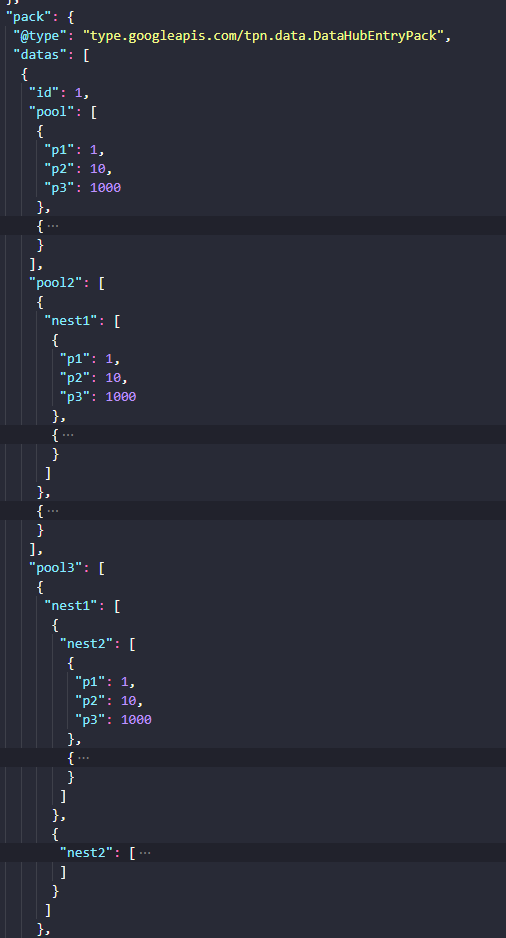 },
"pack": {
"@type": "type.googleapis.com/tpn.data.DataHubEntryPack",
"datas": [
{
"id": 1,
"pool": [
{
"p1": 1,
"p2": 10,
"p3": 1000
},
{ ···
}
],
"pool2": [
{
"nest1": [
{
"p1": 1,
"p2": 10,
"p3": 1000
},
{ ···
}
]
},
{ ···
}
],
"pool3": [
{
"nest1": [
{
"nest2": [
{
"p1": 1,
"p2": 10,
"p3": 1000
},
{ ···
}
]
},
{
"nest2": [ ···
]
}
]
},